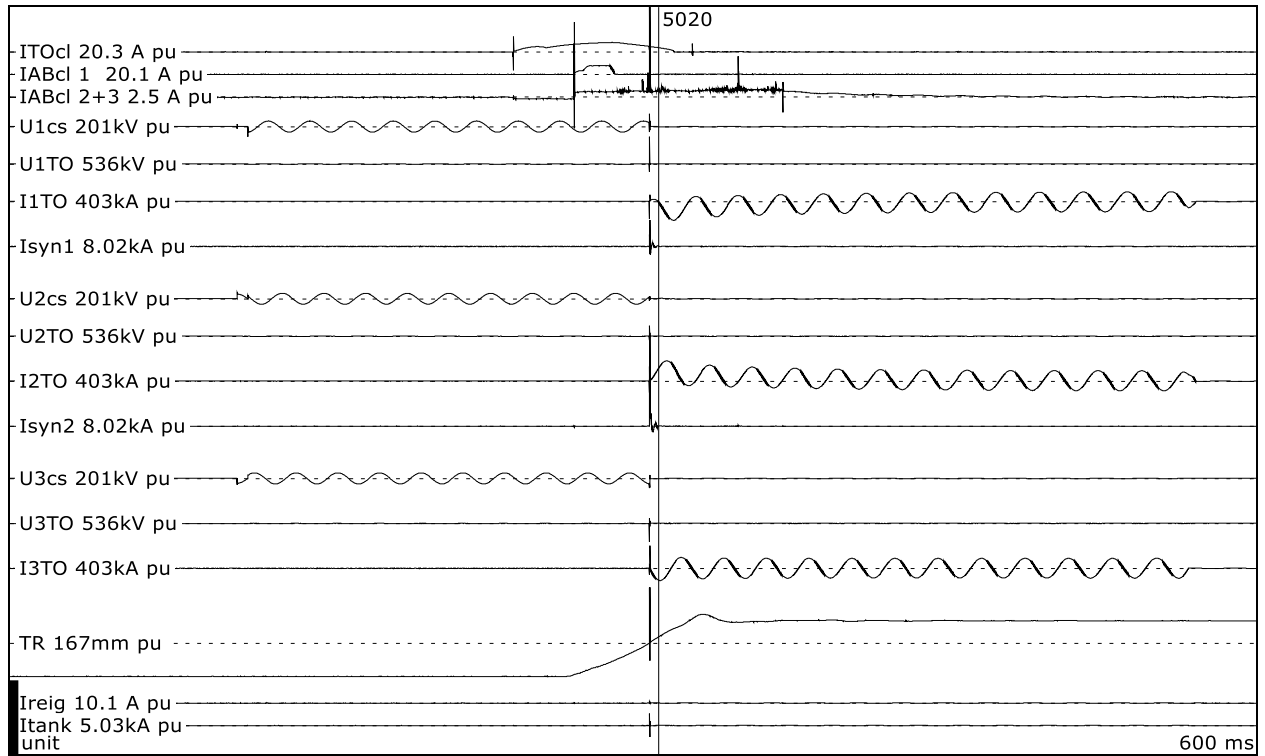 5020
ITOcl 20.3 A pu
IABcl 1  20.1 A pu
IABcl 2+3 2.5 A pu
U1cs 201kV pu
U1TO 536kV pu
I1TO 403kA pu
Isyn1 8.02kA pu
U2cs 201kV pu
U2TO 536kV pu
I2TO 403kA pu
Isyn2 8.02kA pu
U3cs 201kV pu
U3TO 536kV pu
I3TO 403kA pu
TR 167mm pu
Ireig 10.1 A pu
Itank 5.03kA pu
unit 600 ms